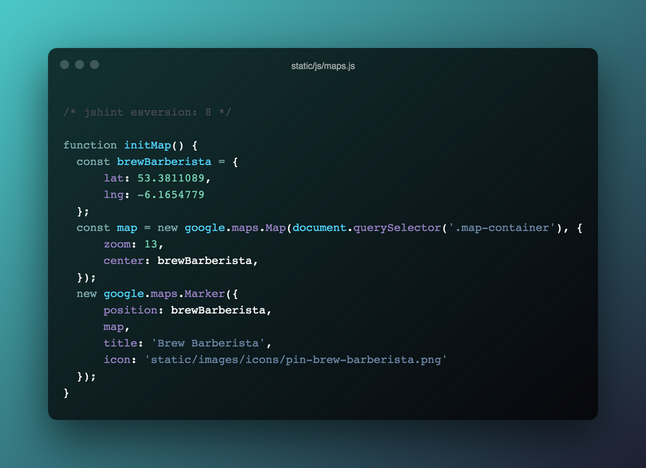 static/js/maps.js
/* jshint esversion: 8 */
function initMap() {
const brewBarberista = {
lat: 53.3811089,
lng: -6.1654779
};
const map = new google.maps.Map(document.querySelector('.map-container'), {
zoom: 13,
center: brewBarberista,
});
new google.maps.Marker({
position: brewBarberista,
map,
title: 'Brew Barberista',
icon: 'static/images/icons/pin-brew-barberista.png'
});
}